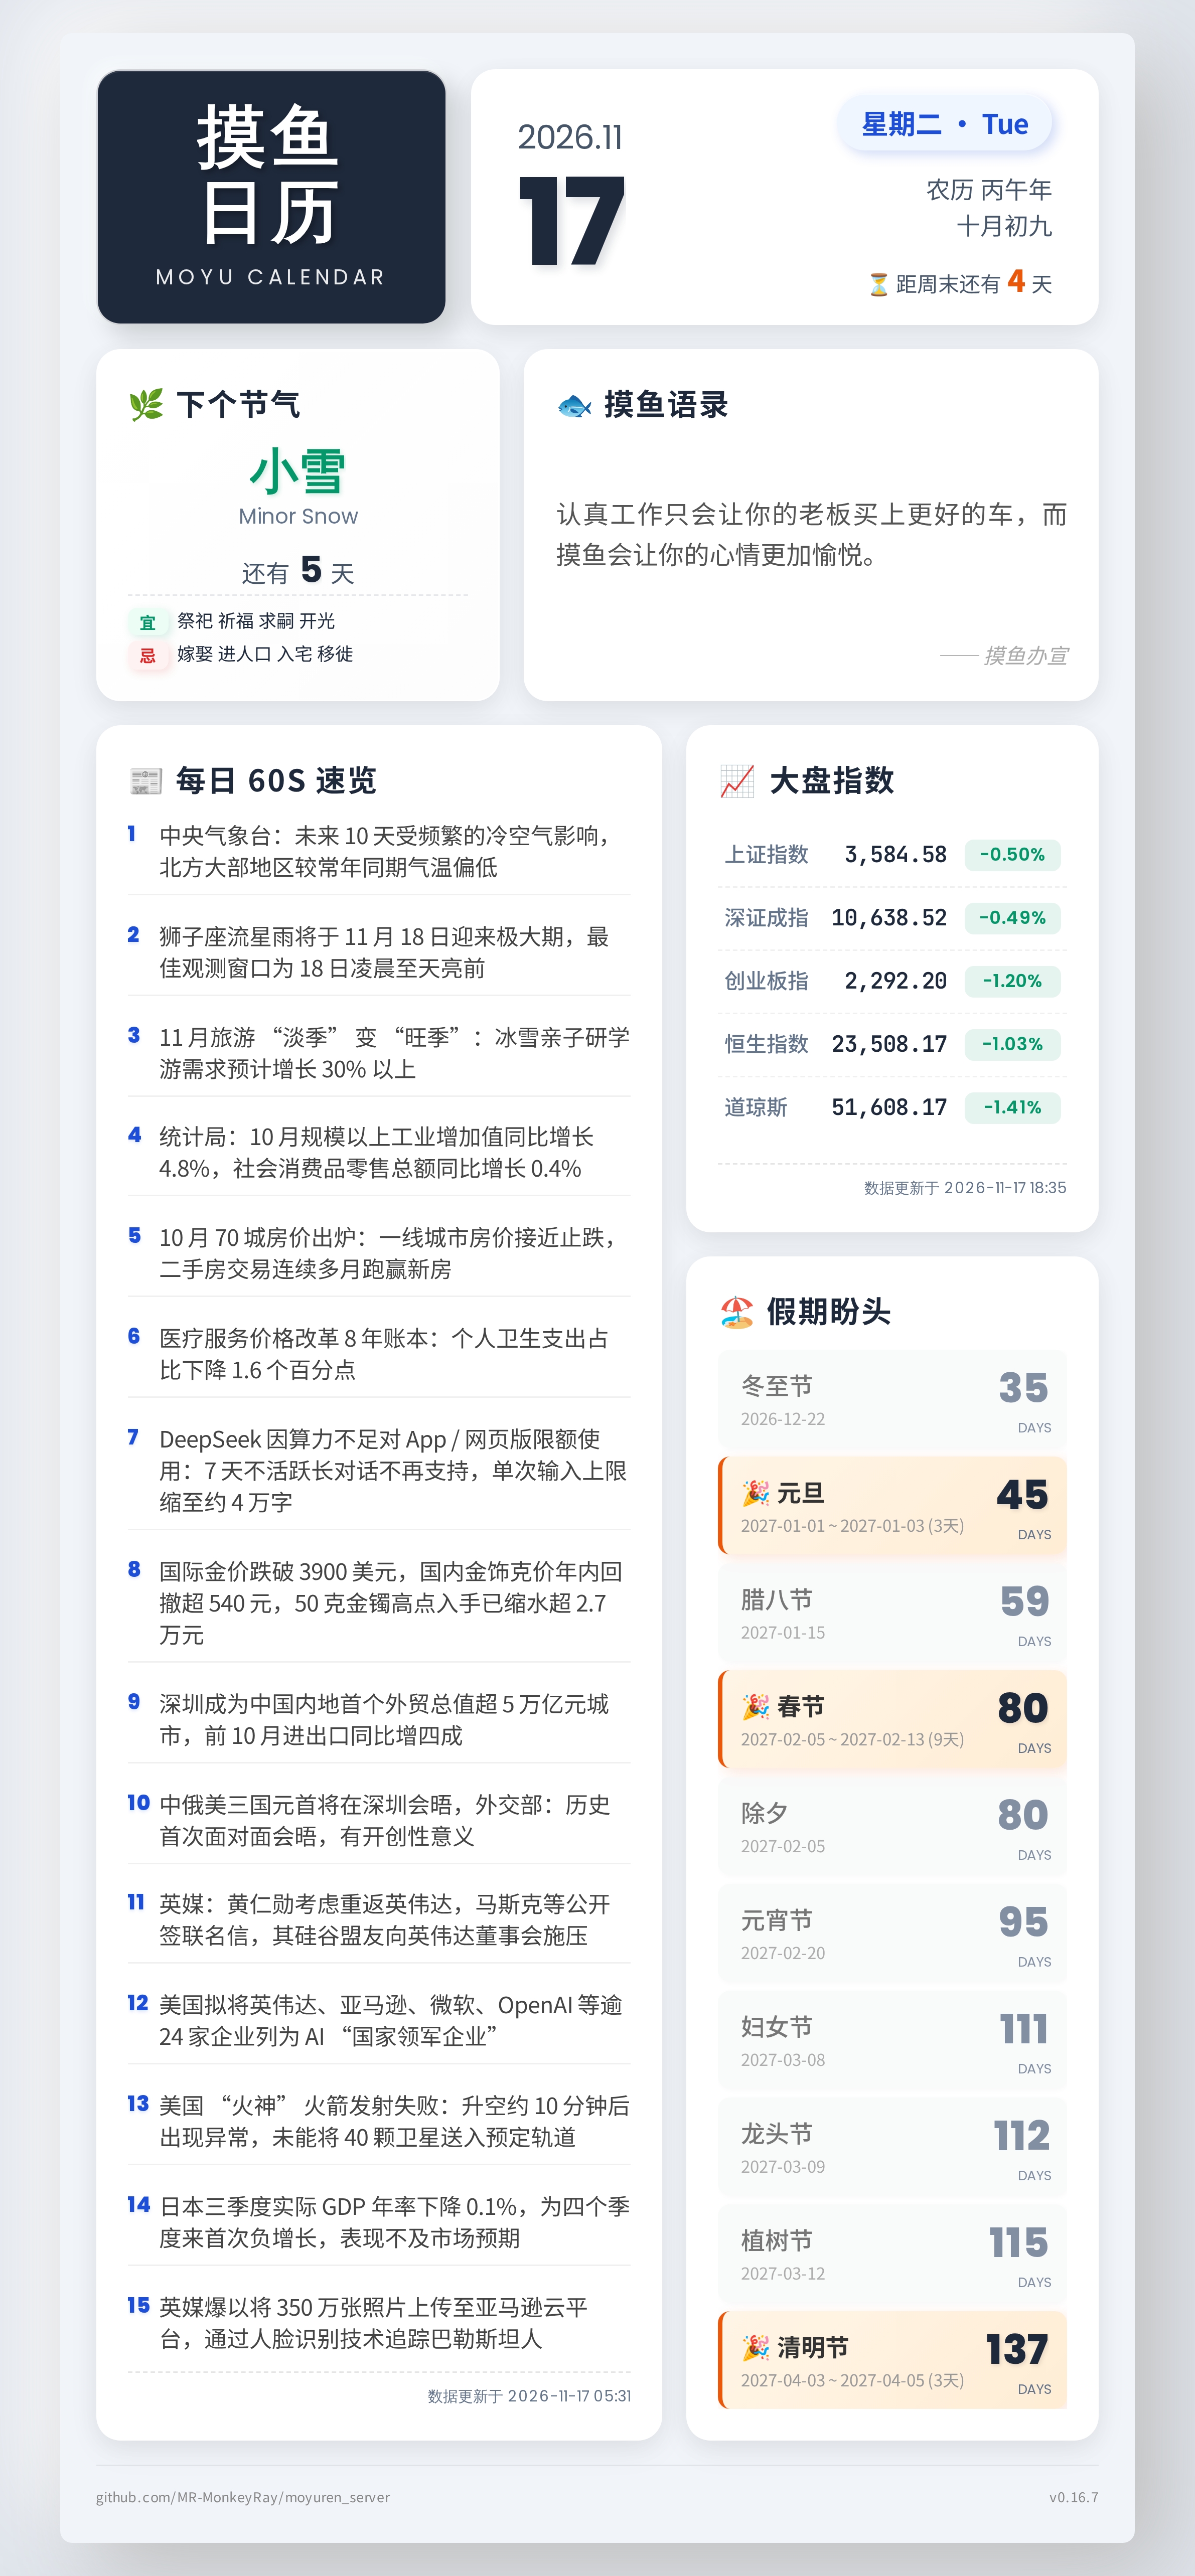 摸鱼
日历
MOYU CALENDAR
2026.11
17
星期二 · Tue
农历 丙午年
十月初九
⏳ 距周末还有 4 天
🌿 下个节气
小雪
Minor Snow
还有 5 天
宜 祭祀 祈福 求嗣 开光
忌 嫁娶 进人口 入宅 移徙
🐟 摸鱼语录
认真工作只会让你的老板买上更好的车，而
摸鱼会让你的心情更加愉悦。
—— 摸鱼办宣
📰 每日 60S 速览
1 中央气象台：未来 10 天受频繁的冷空气影响，
北方大部地区较常年同期气温偏低
2 狮子座流星雨将于 11 月 18 日迎来极大期，最
佳观测窗口为 18 日凌晨至天亮前
3 11 月旅游 “淡季” 变 “旺季”：冰雪亲子研学
游需求预计增长 30% 以上
4 统计局：10 月规模以上工业增加值同比增长
4.8%，社会消费品零售总额同比增长 0.4%
5 10 月 70 城房价出炉：一线城市房价接近止跌，
二手房交易连续多月跑赢新房
6 医疗服务价格改革 8 年账本：个人卫生支出占
比下降 1.6 个百分点
7 DeepSeek 因算力不足对 App / 网页版限额使
用：7 天不活跃长对话不再支持，单次输入上限
缩至约 4 万字
8 国际金价跌破 3900 美元，国内金饰克价年内回
撤超 540 元，50 克金镯高点入手已缩水超 2.7
万元
9 深圳成为中国内地首个外贸总值超 5 万亿元城
市，前 10 月进出口同比增四成
10 中俄美三国元首将在深圳会晤，外交部：历史
首次面对面会晤，有开创性意义
11 英媒：黄仁勋考虑重返英伟达，马斯克等公开
签联名信，其硅谷盟友向英伟达董事会施压
12 美国拟将英伟达、亚马逊、微软、OpenAI 等逾
24 家企业列为 AI “国家领军企业”
13 美国 “火神” 火箭发射失败：升空约 10 分钟后
出现异常，未能将 40 颗卫星送入预定轨道
14 日本三季度实际 GDP 年率下降 0.1%，为四个季
度来首次负增长，表现不及市场预期
15 英媒爆以将 350 万张照片上传至亚马逊云平
台，通过人脸识别技术追踪巴勒斯坦人
数据更新于 2026-11-17 05:31
📈 大盘指数
上证指数 3,584.58 -0.50%
深证成指 10,638.52 -0.49%
创业板指 2,292.20 -1.20%
恒生指数 23,508.17 -1.03%
道琼斯 51,608.17 -1.41%
数据更新于 2026-11-17 18:35
🏖️ 假期盼头
冬至节 35
2026-12-22 DAYS
🎉 元旦 45
2027-01-01 ~ 2027-01-03 (3天) DAYS
腊八节 59
2027-01-15 DAYS
🎉 春节 80
2027-02-05 ~ 2027-02-13 (9天) DAYS
除夕 80
2027-02-05 DAYS
元宵节 95
2027-02-20 DAYS
妇女节 111
2027-03-08 DAYS
龙头节 112
2027-03-09 DAYS
植树节 115
2027-03-12 DAYS
🎉 清明节 137
2027-04-03 ~ 2027-04-05 (3天) DAYS
github.com/MR-MonkeyRay/moyuren_server
v0.16.7